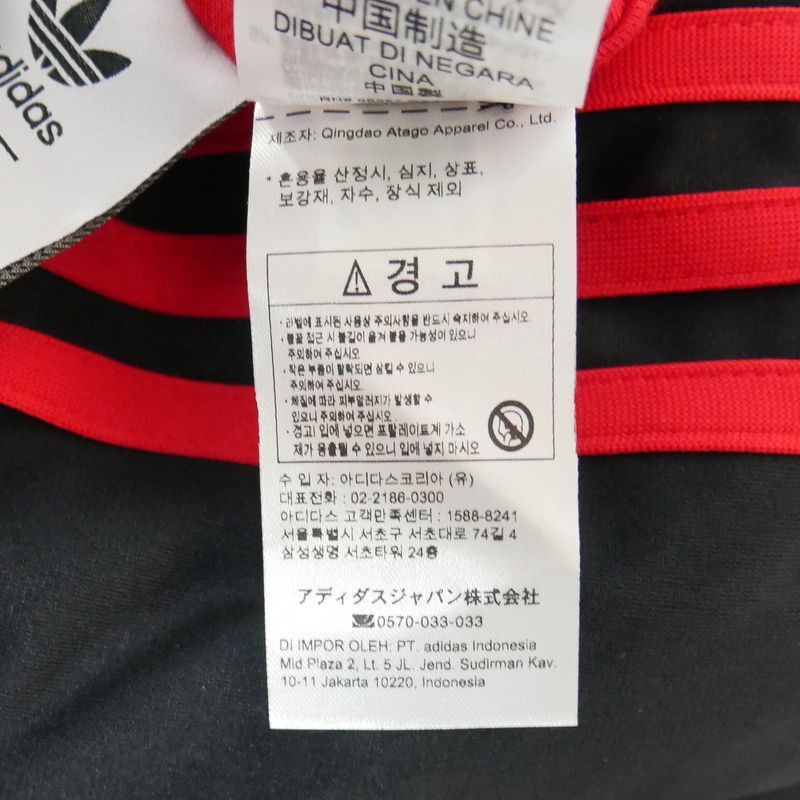 adidas
EN CHINE
中国制造
DIBUAT DI NEGARA
CINA
中国製
제조자: Qingdao Atago Apparel Co., Ltd.
* 혼용율 산정시, 심지, 상표,
보강재, 자수, 장식 제외
경 고
· 라벨에 표시된 사용상 주의사항을 반드시 숙지하여 주십시오.
· 불꽃 접근 시 불길이 옮겨 붙을 가능성이 있으니
주의하여 주십시오
· 작은 부품이 탈락되면 삼킬 수 있으니
주의하여 주십시오
· 체질에 따라 피부알러지가 발생할 수
있으니 주의하여 주십시오
· 경고! 입에 넣으면 프탈레이트계 가소
제가 용출될 수 있으니 입에 넣지 마시오
수 입 자: 아디다스코리아 (유)
대표전화 : 02-2186-0300
아디다스 고객만족센터 : 1588-8241
서울특별시 서초구 서초대로 74길 4
삼성생명 서초타워 24층
アディダスジャパン株式会社
0570-033-033
DI IMPOR OLEH: PT. adidas Indonesia
Mid Plaza 2, Lt. 5 JL. Jend. Sudirman Kav.
10-11 Jakarta 10220, Indonesia